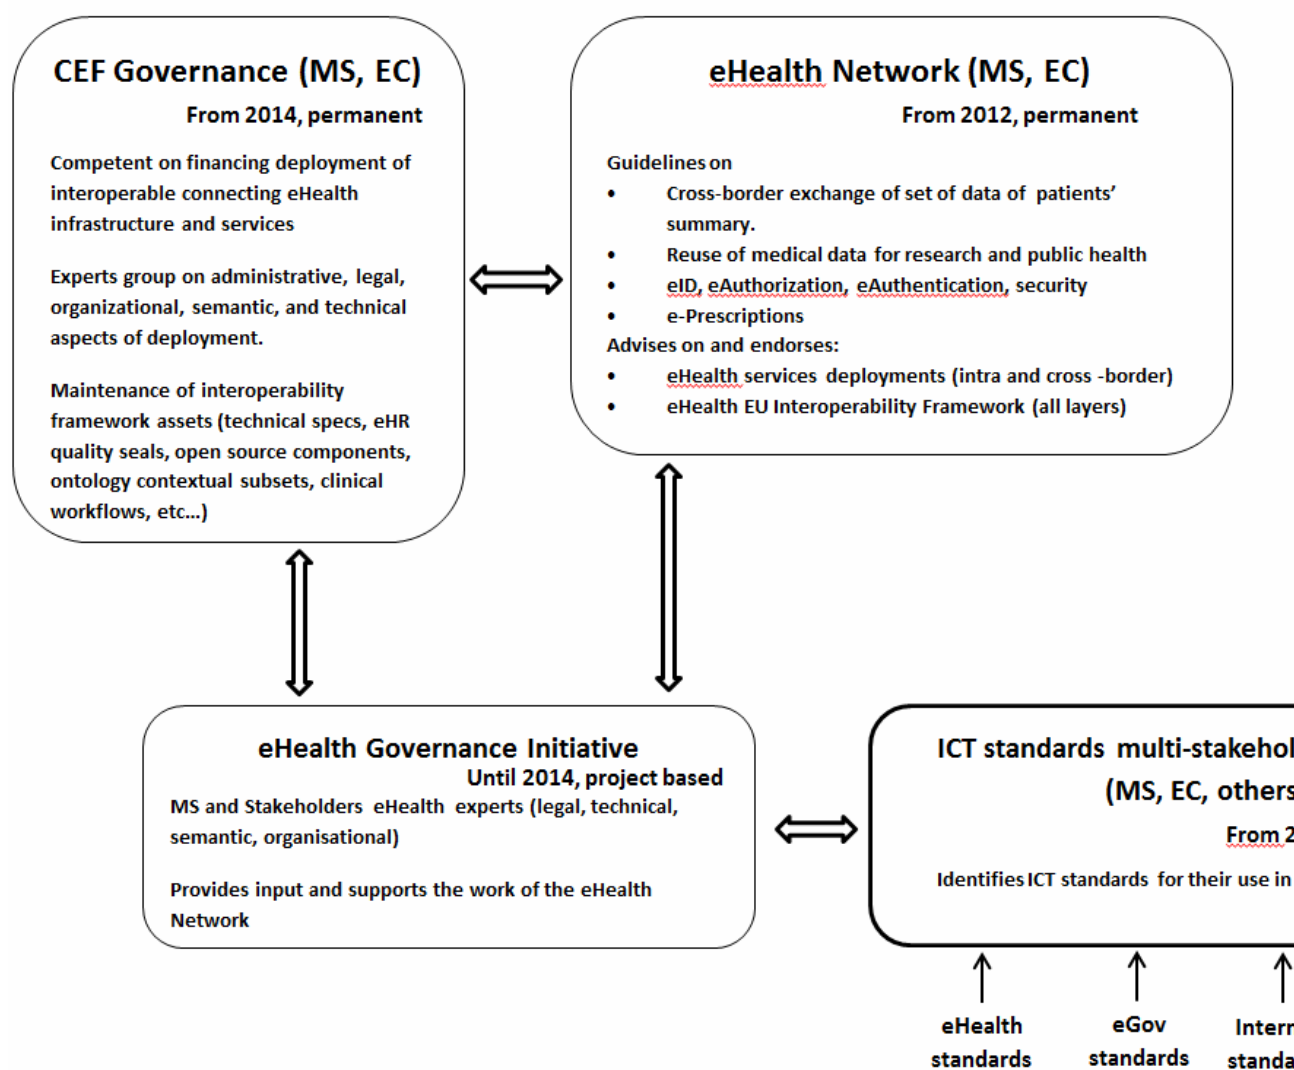 CEF Governance (MS, EC)
From 2014, permanent
Competent on financing deployment of
interoperable connecting eHealth
infrastructure and services
Experts group on administrative, legal,
organizational, semantic, and technical
aspects of deployment.
Maintenance of interoperability
framework assets (technical specs, eHR
quality seals, open source components,
ontology contextual subsets, clinical
workflows, etc...)
eHealth Network (MS, EC)
From 2012, permanent
Guidelines on
• Cross-border exchange of set of data of patients’
summary.
• Reuse of medical data for research and public health
• eID, eAuthorization, eAuthentication, security
• e-Prescriptions
Advises on and endorses:
• eHealth services deployments (intra and cross -border)
• eHealth EU Interoperability Framework (all layers)
eHealth Governance Initiative
Until 2014, project based
MS and Stakeholders eHealth experts (legal, technical,
semantic, organisational)
Provides input and supports the work of the eHealth
Network
ICT standards
(MS, EC, others
From
Identifies ICT standards for their use in
eHealth
standards
eGov
standards